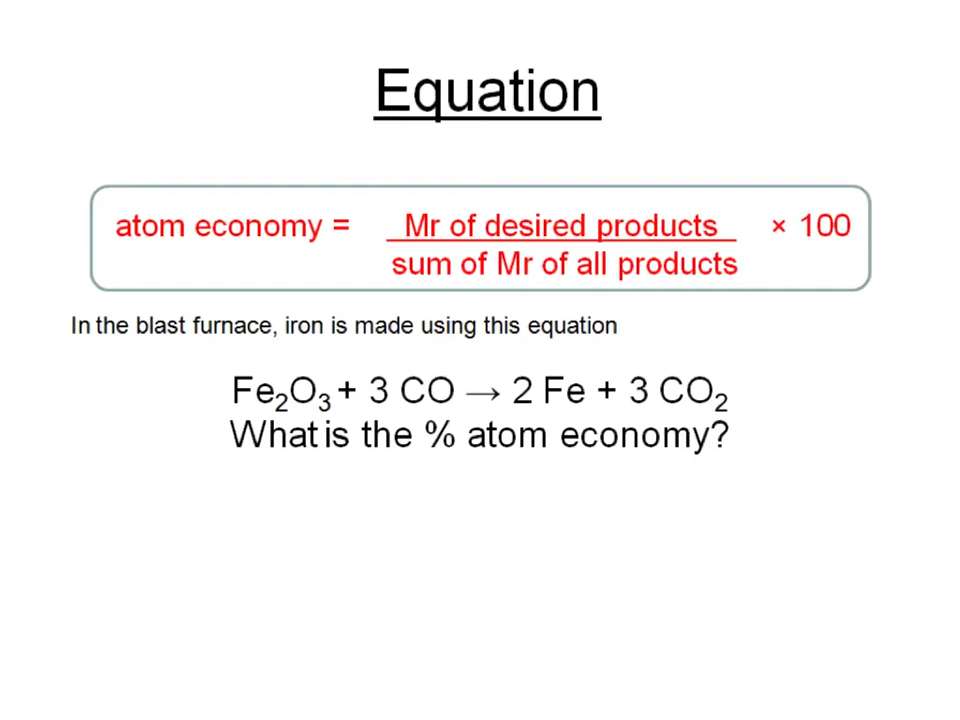 Equation
atom economy = Mr of desired products × 100
sum of Mr of all products
In the blast furnace, iron is made using this equation
Fe₂O₃ + 3 CO → 2 Fe + 3 CO₂
What is the % atom economy?